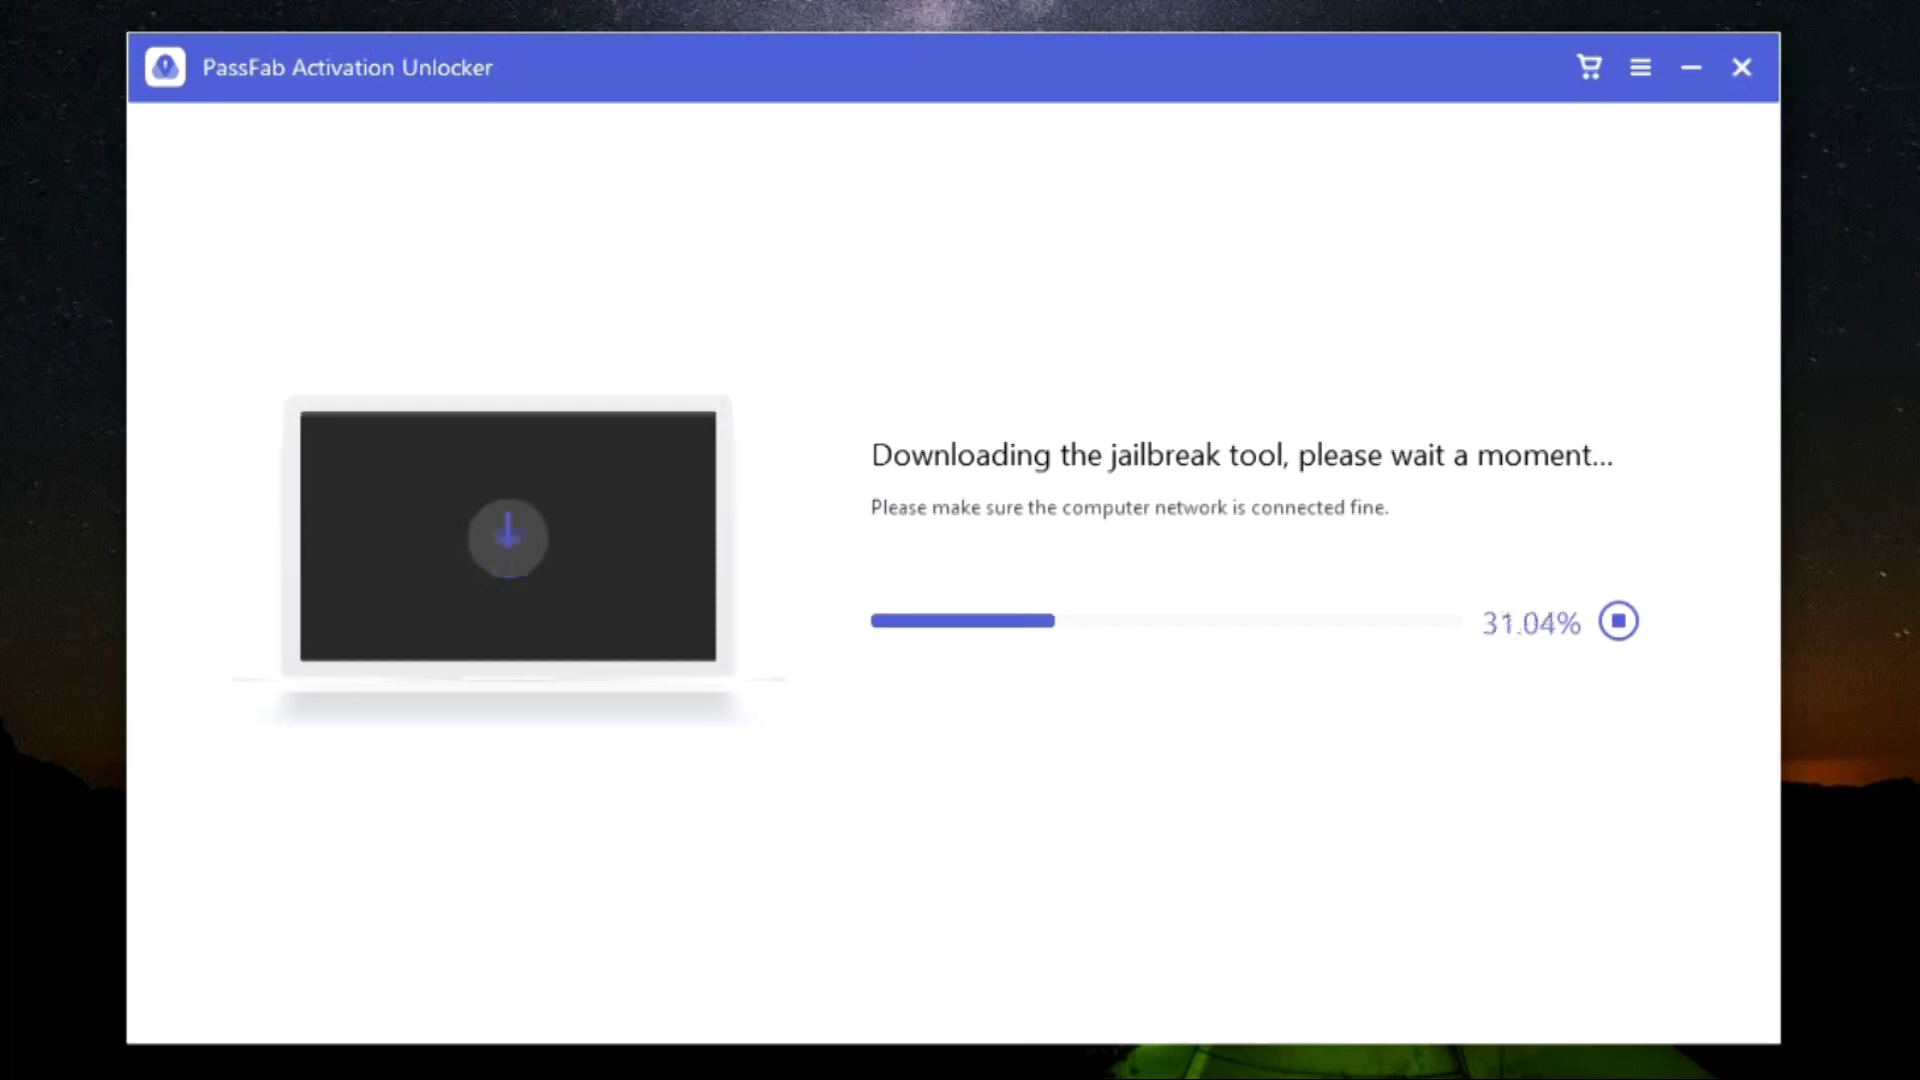 PassFab Activation Unlocker
Downloading the jailbreak tool, please wait a moment...
Please make sure the computer network is connected fine.
31.04%